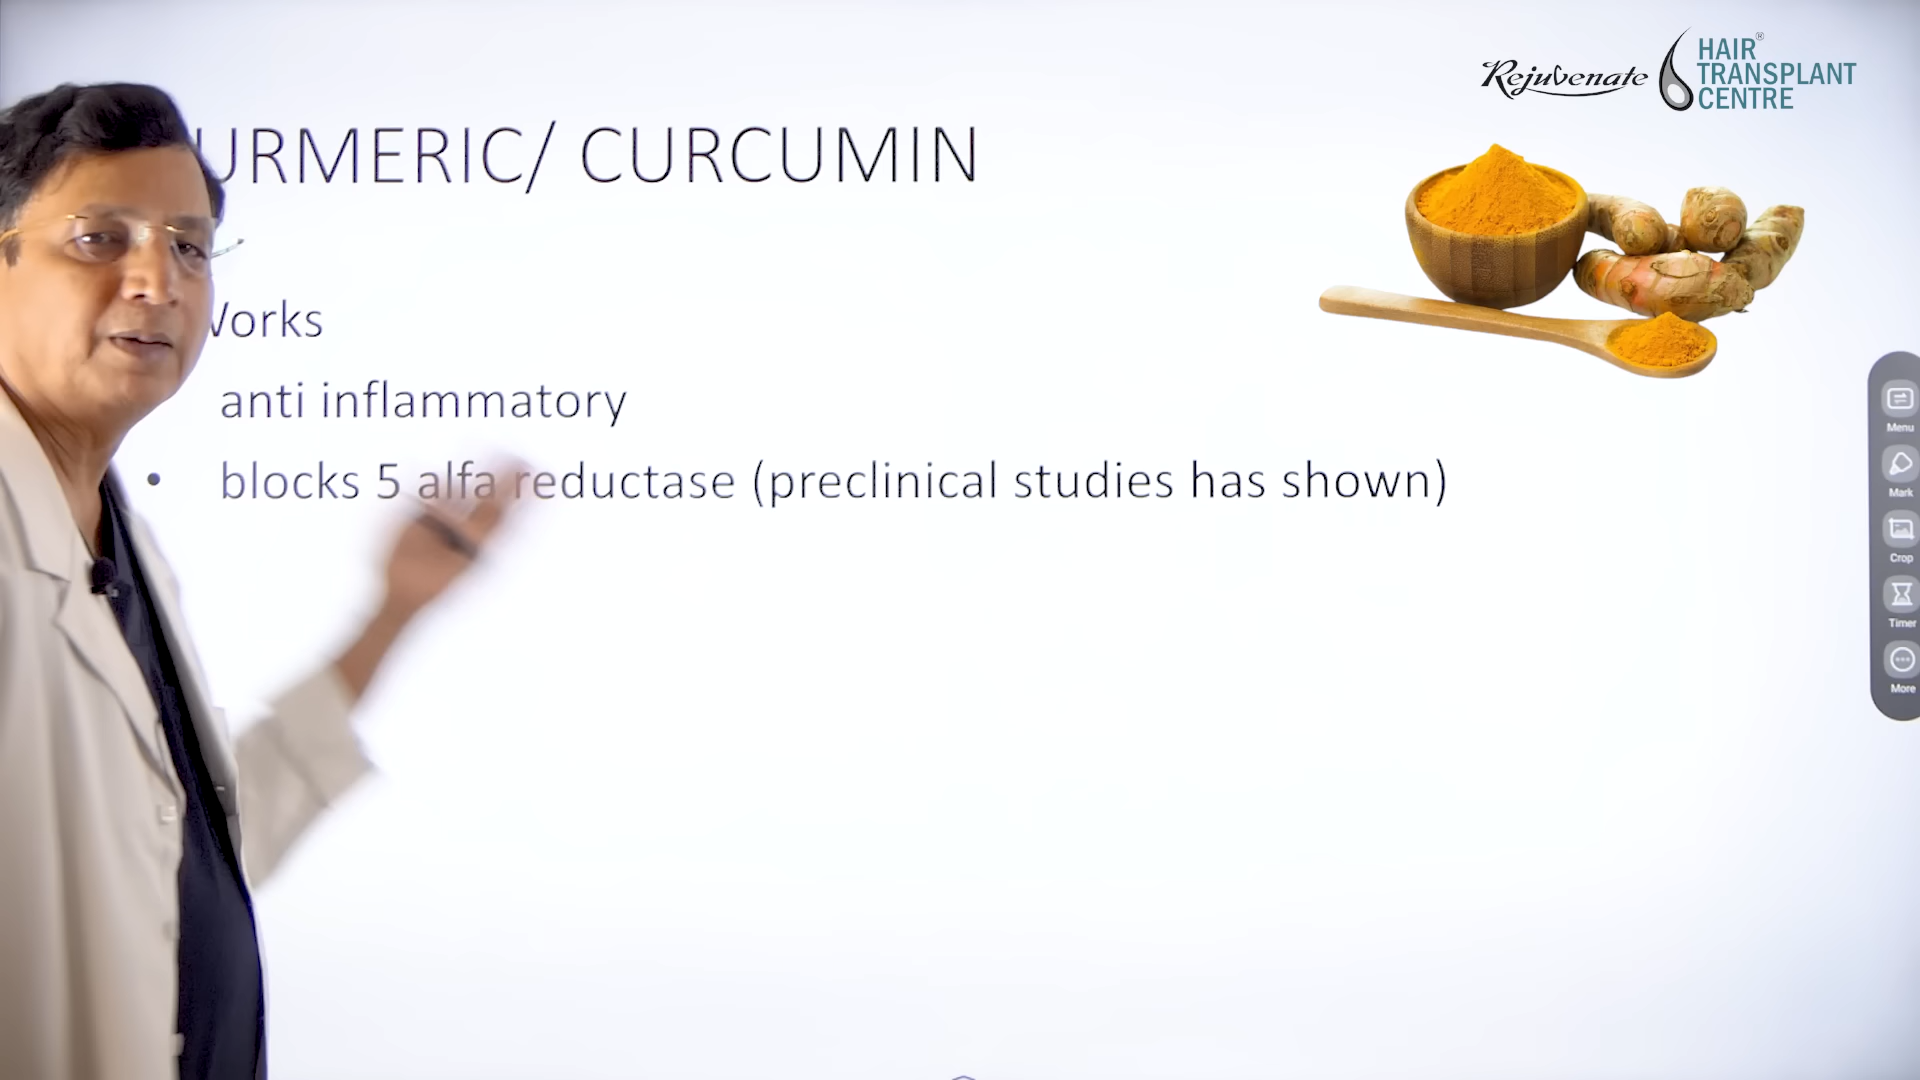 Rejuvenate HAIR®
TRANSPLANT
CENTRE
URMERIC/ CURCUMIN
Works
anti inflammatory
• blocks 5 alfa reductase (preclinical studies has shown)
Menu
Mark
Crop
Timer
More